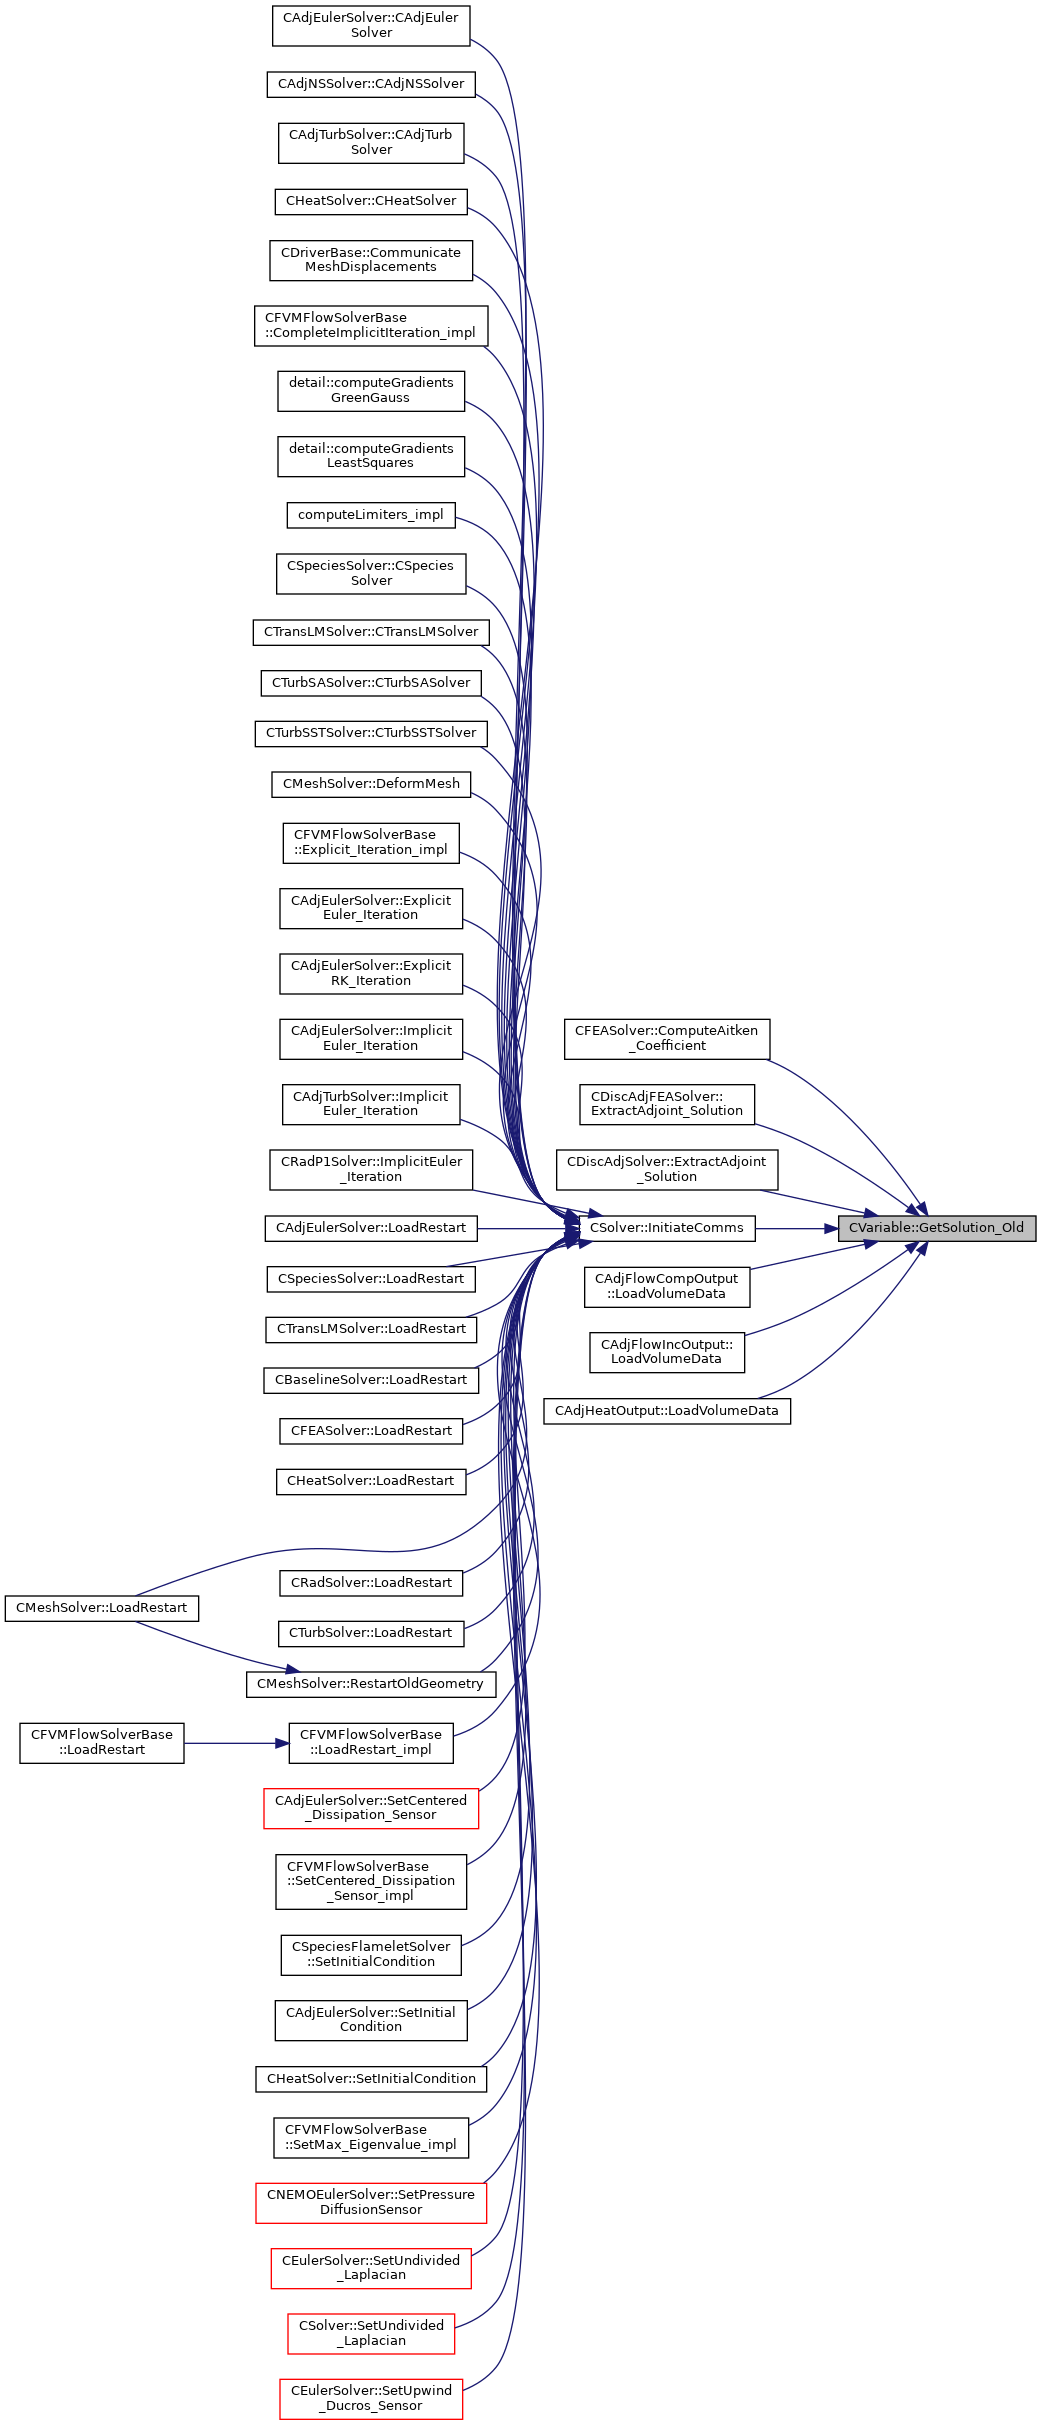 CAdjEulerSolver::CAdjEuler
Solver
CAdjNSSolver::CAdjNSSolver
CAdjTurbSolver::CAdjTurb
Solver
CHeatSolver::CHeatSolver
CDriverBase::Communicate
MeshDisplacements
CFVMFlowSolverBase
::CompleteImplicitIteration_impl
detail::computeGradients
GreenGauss
detail::computeGradients
LeastSquares
computeLimiters_impl
CSpeciesSolver::CSpecies
Solver
CTransLMSolver::CTransLMSolver
CTurbSASolver::CTurbSASolver
CTurbSSTSolver::CTurbSSTSolver
CMeshSolver::DeformMesh
CFVMFlowSolverBase
::Explicit_Iteration_impl
CAdjEulerSolver::Explicit
Euler_Iteration
CAdjEulerSolver::Explicit
RK_Iteration
CAdjEulerSolver::Implicit
Euler_Iteration
CAdjTurbSolver::Implicit
Euler_Iteration
CRadP1Solver::ImplicitEuler
_Iteration
CAdjEulerSolver::LoadRestart
CSpeciesSolver::LoadRestart
CTransLMSolver::LoadRestart
CBaselineSolver::LoadRestart
CFEASolver::LoadRestart
CHeatSolver::LoadRestart
CRadSolver::LoadRestart
CMeshSolver::LoadRestart
CTurbSolver::LoadRestart
CMeshSolver::RestartOldGeometry
CFVMFlowSolverBase
::LoadRestart
CFVMFlowSolverBase
::LoadRestart_impl
CAdjEulerSolver::SetCentered
_Dissipation_Sensor
CFVMFlowSolverBase
::SetCentered_Dissipation
_Sensor_impl
CSpeciesFlameletSolver
::SetInitialCondition
CAdjEulerSolver::SetInitial
Condition
CHeatSolver::SetInitialCondition
CFVMFlowSolverBase
::SetMax_Eigenvalue_impl
CNEMOEulerSolver::SetPressure
DiffusionSensor
CEulerSolver::SetUndivided
_Laplacian
CSolver::SetUndivided
_Laplacian
CEulerSolver::SetUpwind
_Ducros_Sensor
CFEASolver::ComputeAitken
_Coefficient
CDiscAdjFEASolver::
ExtractAdjoint_Solution
CDiscAdjSolver::ExtractAdjoint
_Solution
CSolver::InitiateComms
CAdjFlowCompOutput
::LoadVolumeData
CAdjFlowIncOutput::
LoadVolumeData
CAdjHeatOutput::LoadVolumeData
CVariable::GetSolution_Old